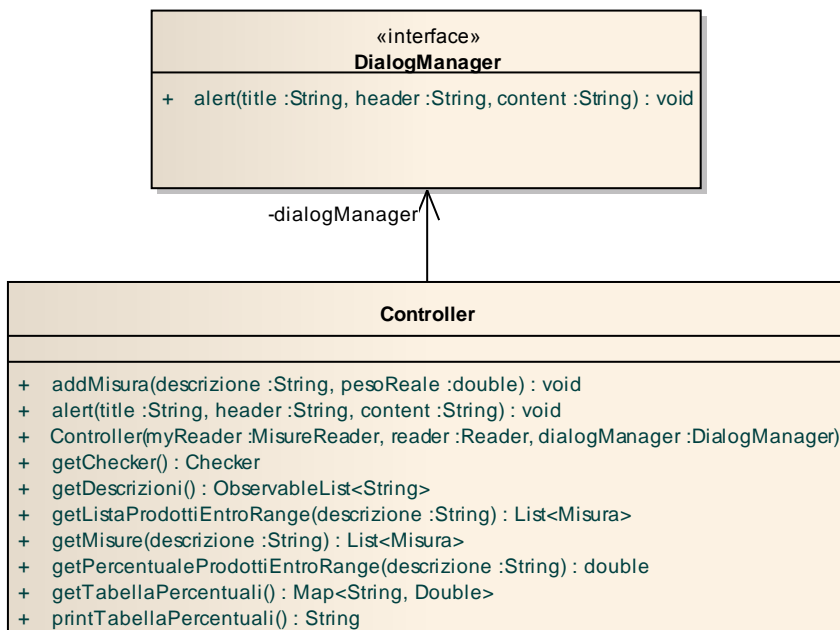 «interface»
DialogManager
+ alert(title :String, header :String, content :String) : void
-dialogManager
Controller
+ addMisura(descrizione :String, pesoReale :double) : void
+ alert(title :String, header :String, content :String) : void
+ Controller(myReader :MisureReader, reader :Reader, dialogManager :DialogManager)
+ getChecker() : Checker
+ getDescrizioni() : ObservableList<String>
+ getListaProdottiEntroRange(descrizione :String) : List<Misura>
+ getMisure(descrizione :String) : List<Misura>
+ getPercentualeProdottiEntroRange(descrizione :String) : double
+ getTabellaPercentuali() : Map<String, Double>
+ printTabellaPercentuali() : String